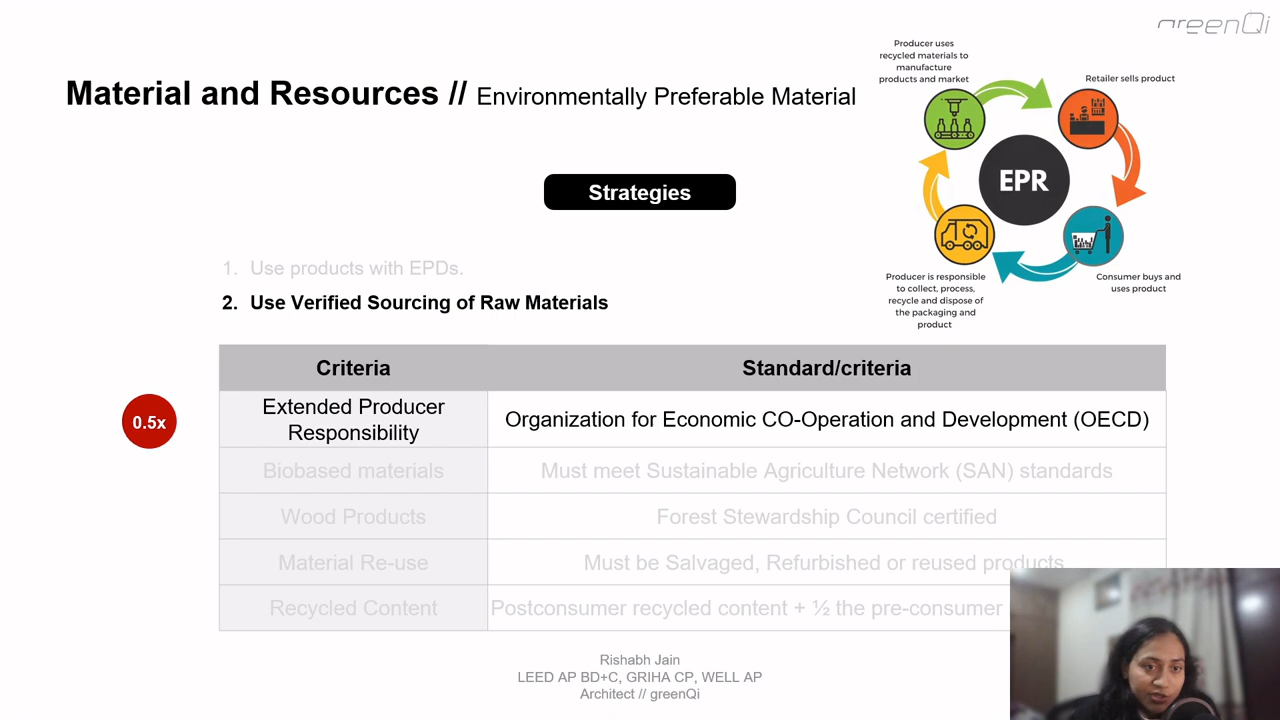 greenQi
Material and Resources // Environmentally Preferable Material
Strategies
1. Use products with EPDs.
2. Use Verified Sourcing of Raw Materials
Producer uses
recycled materials to
manufacture
products and market
Retailer sells product
EPR
Producer is responsible
to collect, process,
recycle and dispose of
the packaging and
product
Consumer buys and
uses product
Criteria
Standard/criteria
0.5x
Extended Producer
Responsibility
Organization for Economic CO-Operation and Development (OECD)
Biobased materials
Must meet Sustainable Agriculture Network (SAN) standards
Wood Products
Forest Stewardship Council certified
Material Re-use
Must be Salvaged, Refurbished or reused products
Recycled Content
Postconsumer recycled content + ½ the pre-consumer
Rishabh Jain
LEED AP BD+C, GRIHA CP, WELL AP
Architect // greenQi